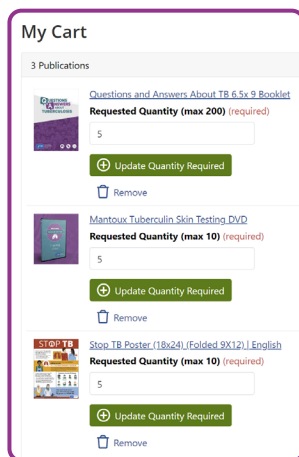 My Cart
3 Publications
Questions and Answers About TB 6.5x 9 Booklet
Requested Quantity (max 200) (required)
5
Update Quantity Required
Remove
Mantoux Tuberculin Skin Testing DVD
Requested Quantity (max 10) (required)
5
Update Quantity Required
Remove
STOP TB
Stop TB Poster (18x24) (Folded 9X12) | English
Requested Quantity (max 10) (required)
5
Update Quantity Required
Remove